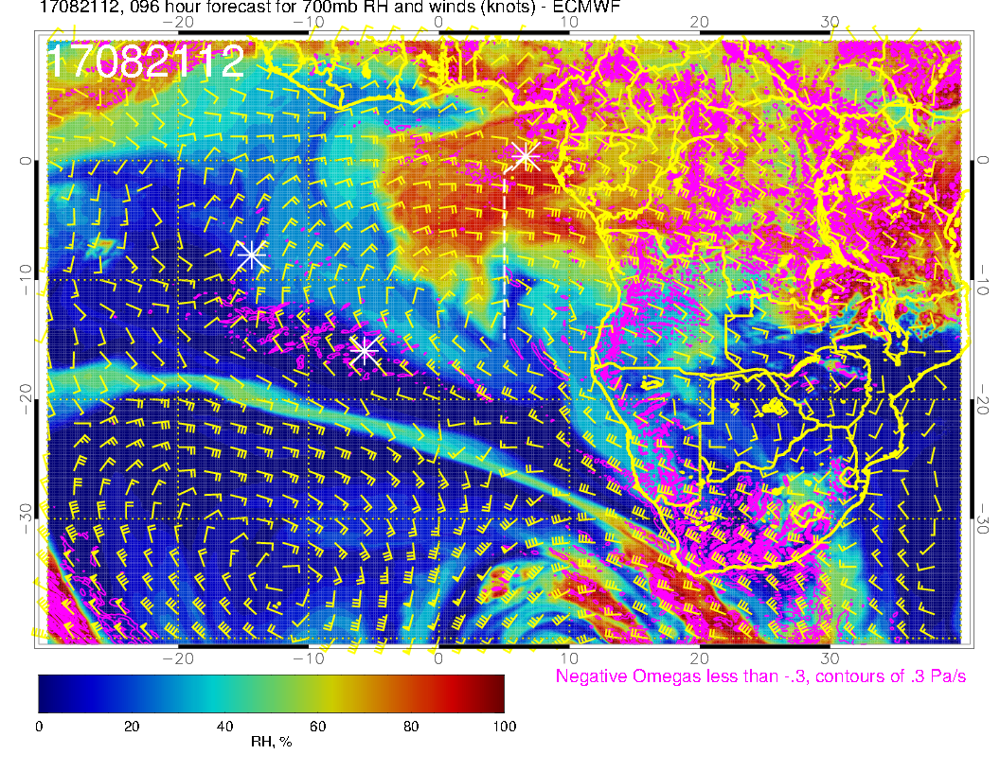 17082112, 096 hour forecast for 700mb RH and winds (knots) - ECMWF
−20 −10 0 10 20 30
17082112
0 0
−10 −10
−20 −20
−30 −30
−20 −10 0 10 20 30
Negative Omegas less than -.3, contours of .3 Pa/s
0 20 40 60 80 100
RH, %